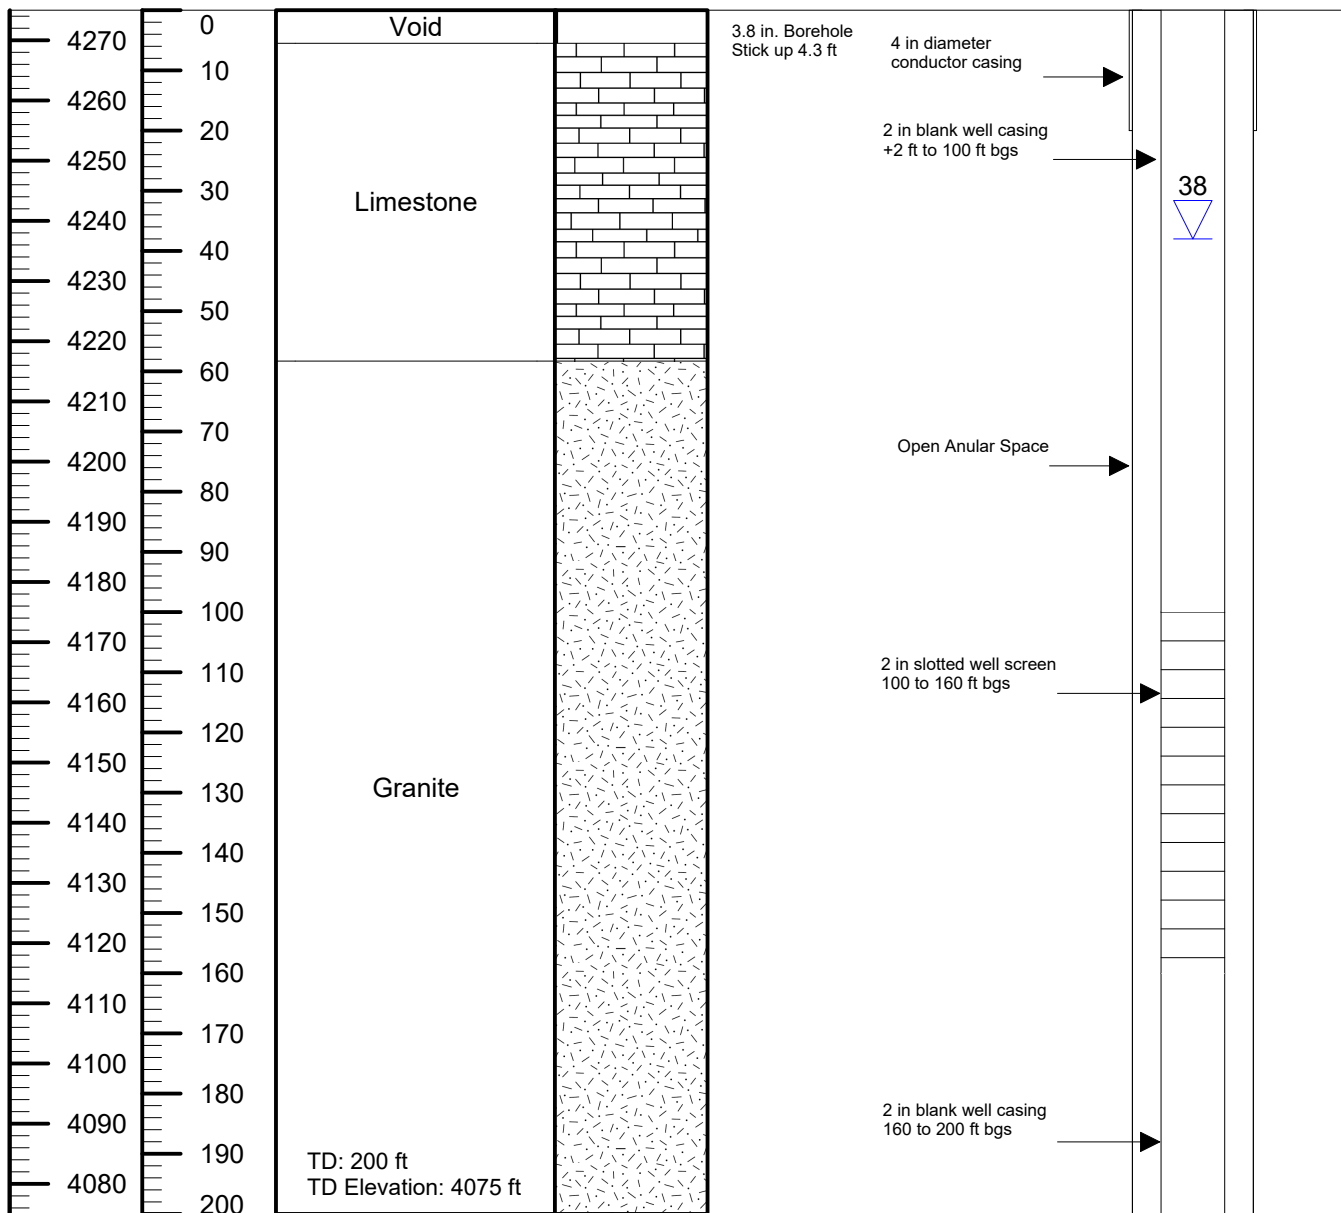 4270
4260
4250
4240
4230
4220
4210
4200
4190
4180
4170
4160
4150
4140
4130
4120
4110
4100
4090
4080
0
10
20
30
40
50
60
70
80
90
100
110
120
130
140
150
160
170
180
190
200
Void
Limestone
Granite
TD: 200 ft
TD Elevation: 4075 ft
3.8 in. Borehole
Stick up 4.3 ft
4 in diameter
conductor casing
2 in blank well casing
+2 ft to 100 ft bgs
38
Open Anular Space
2 in slotted well screen
100 to 160 ft bgs
2 in blank well casing
160 to 200 ft bgs